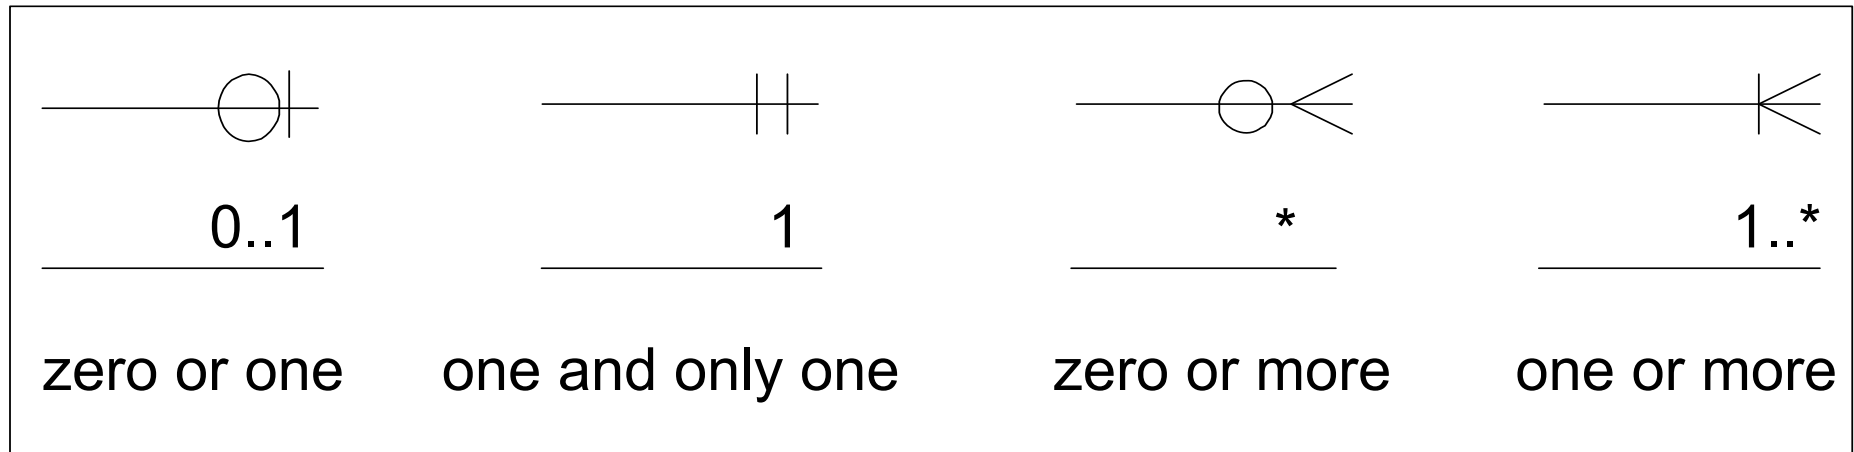 0..1 1 * 1..*
zero or one one and only one zero or more one or more